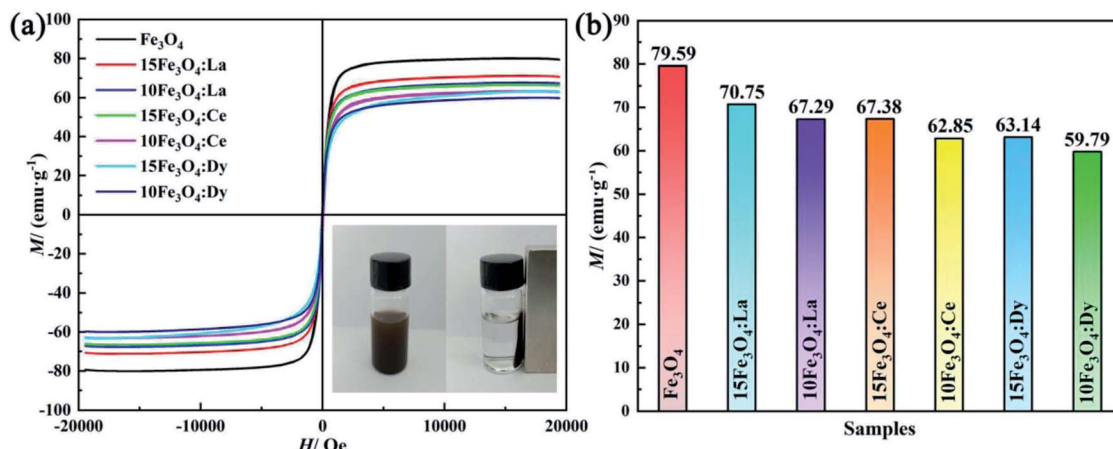 (a)
100
80
60
40
20
0
-20
-40
-60
-80
-100
M/ (emu·g⁻¹)
Fe₃O₄
15Fe₃O₄:La
10Fe₃O₄:La
15Fe₃O₄:Ce
10Fe₃O₄:Ce
15Fe₃O₄:Dy
10Fe₃O₄:Dy
-20000 -10000 0 10000 20000
H/ Oe
(b)
90
80
70
60
50
40
30
20
10
0
M/ (emu·g⁻¹)
79.59
70.75
67.29
67.38
62.85
63.14
59.79
Fe₃O₄
15Fe₃O₄:La
10Fe₃O₄:La
15Fe₃O₄:Ce
10Fe₃O₄:Ce
15Fe₃O₄:Dy
10Fe₃O₄:Dy
Samples